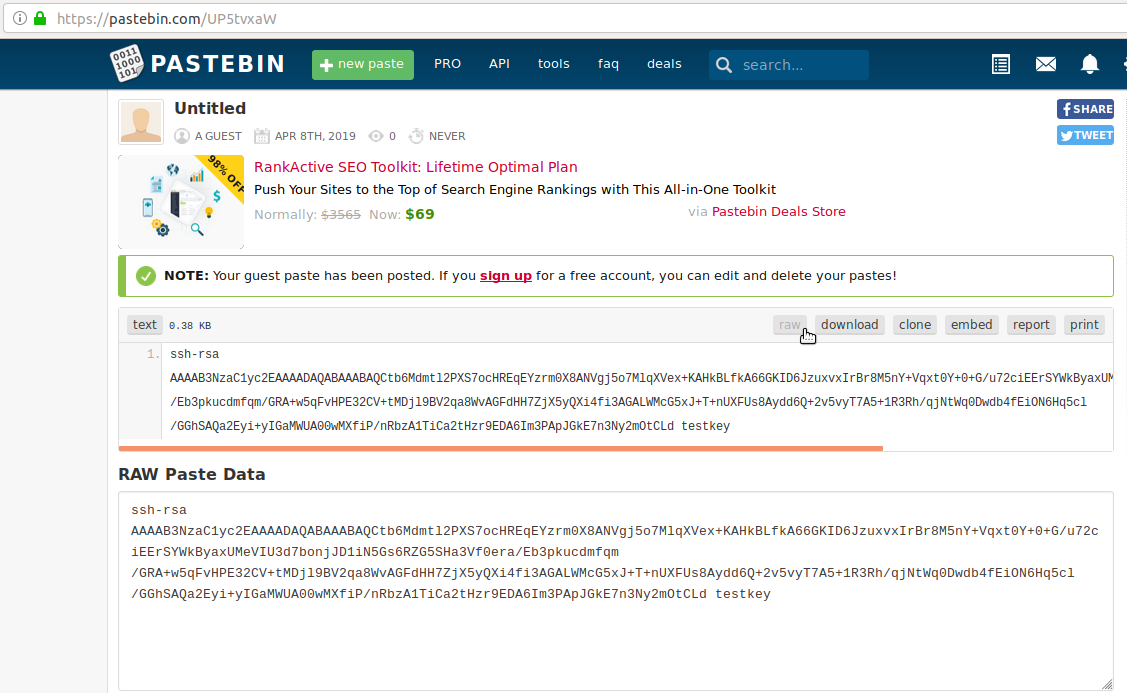 https://pastebin.com/UP5tvxaW
0011 1000 101 PASTEBIN + new paste PRO API tools faq deals search...
Untitled
A GUEST APR 8TH, 2019 0 NEVER
SHARE
TWEET
98% OFF
RankActive SEO Toolkit: Lifetime Optimal Plan
Push Your Sites to the Top of Search Engine Rankings with This All-in-One Toolkit
Normally: $3565 Now: $69 via Pastebin Deals Store
NOTE: Your guest paste has been posted. If you sign up for a free account, you can edit and delete your pastes!
text 0.38 KB raw download clone embed report print
1. ssh-rsa
AAAAB3NzaC1yc2EAAAADAQABAAABAQCtb6Mdmtl2PXS7ocHREqEYzrm0X8ANVgj5o7MlqXVex+KAHkBLfkA66GKID6JzuxvxIrBr8M5nY+Vqxt0Y+0+G/u72ciEErSYWkByaxUM
/Eb3pkucdmfqm/GRA+w5qFvHPE32CV+tMDjl9BV2qa8WvAGFdHH7ZjX5yQXi4fi3AGALWMcG5xJ+T+nUXFUs8Aydd6Q+2v5vyT7A5+1R3Rh/qjNtWq0Dwdb4fEiON6Hq5cl
/GGhSAQa2Eyi+yIGaMWUA00wMXfiP/nRbzA1TiCa2tHzr9EDA6Im3PApJGkE7n3Ny2mOtCLd testkey
RAW Paste Data
ssh-rsa
AAAAB3NzaC1yc2EAAAADAQABAAABAQCtb6Mdmtl2PXS7ocHREqEYzrm0X8ANVgj5o7MlqXVex+KAHkBLfkA66GKID6JzuxvxIrBr8M5nY+Vqxt0Y+0+G/u72c
iEErSYWkByaxUMeVIU3d7bonjJD1iN5Gs6RZG5SHa3Vf0era/Eb3pkucdmfqm
/GRA+w5qFvHPE32CV+tMDjl9BV2qa8WvAGFdHH7ZjX5yQXi4fi3AGALWMcG5xJ+T+nUXFUs8Aydd6Q+2v5vyT7A5+1R3Rh/qjNtWq0Dwdb4fEiON6Hq5cl
/GGhSAQa2Eyi+yIGaMWUA00wMXfiP/nRbzA1TiCa2tHzr9EDA6Im3PApJGkE7n3Ny2mOtCLd testkey